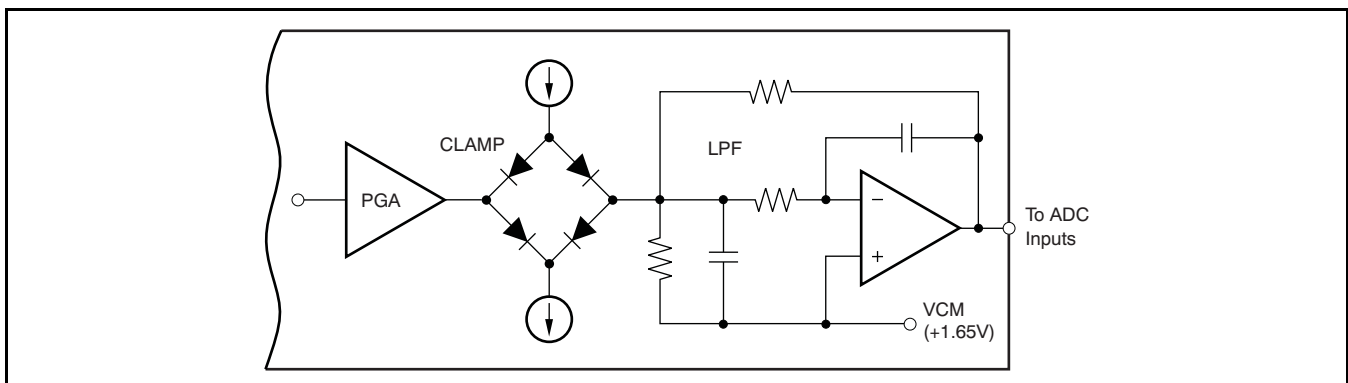 CLAMP
LPF
PGA
−
+
To ADC
Inputs
VCM
(+1.65V)